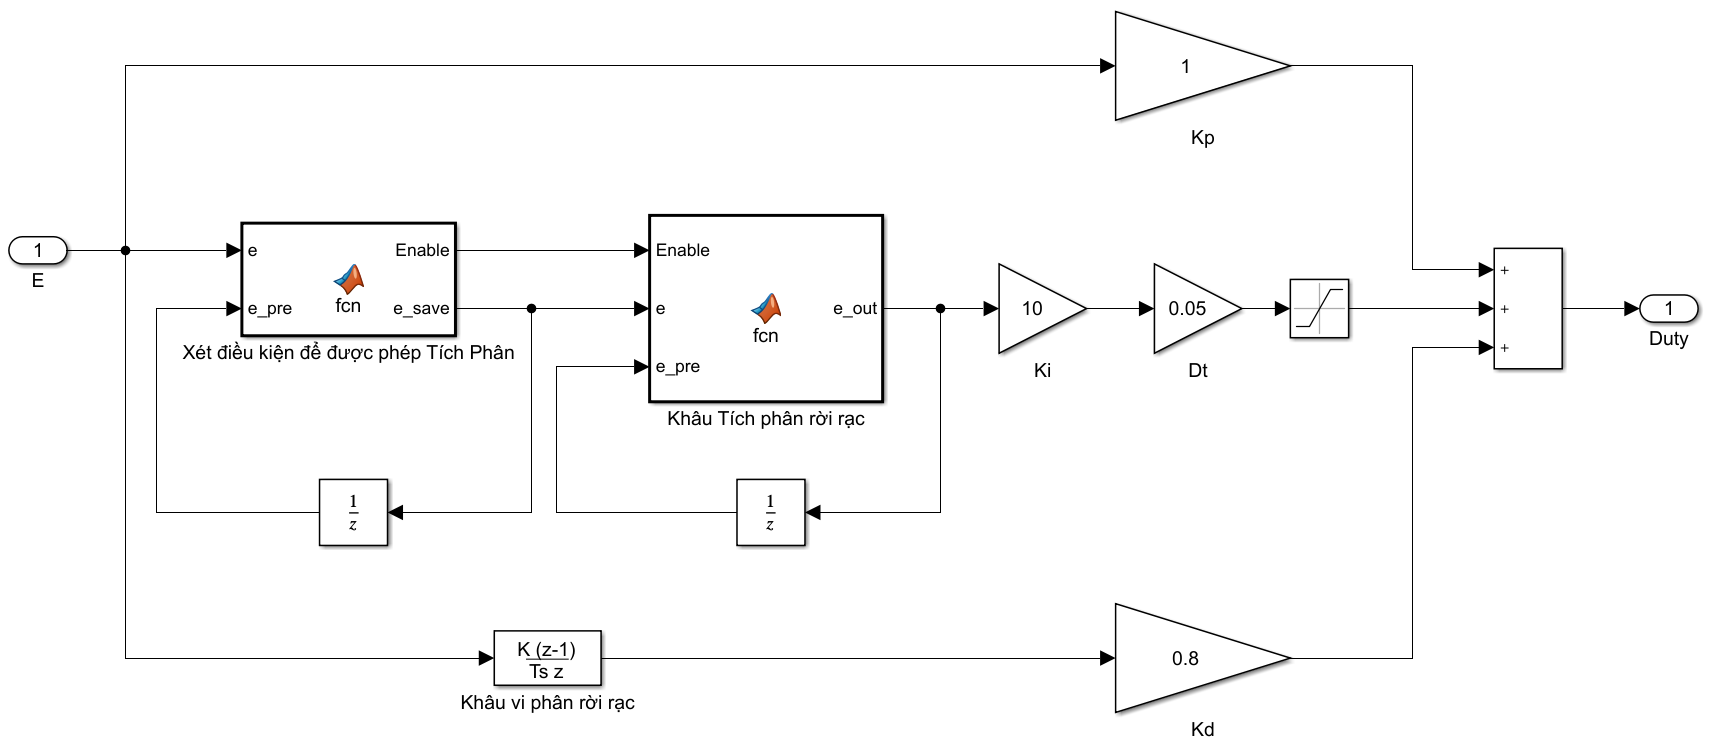 1
Kp
1
E
e
Enable
e_pre
fcn
e_save
Xét điều kiện để được phép Tích Phân
Enable
e
e_out
fcn
e_pre
Khâu Tích phân rời rạc
10
Ki
0.05
Dt
+
+
+
1
Duty
1
z
1
z
K (z-1)
Ts z
Khâu vi phân rời rạc
0.8
Kd